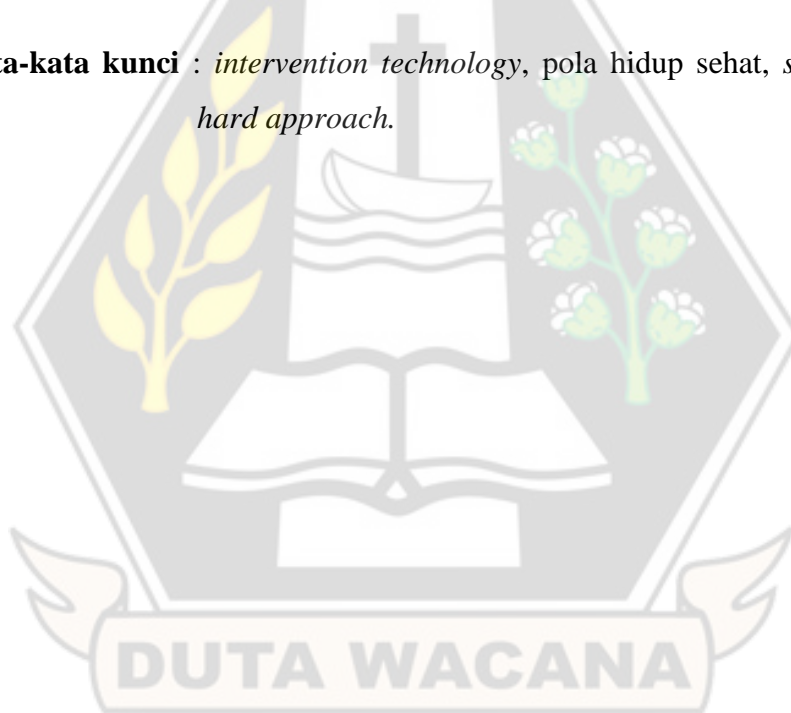 ta-kata kunci : intervention technology, pola hidup sehat, s
hard approach.
DUTA WACANA